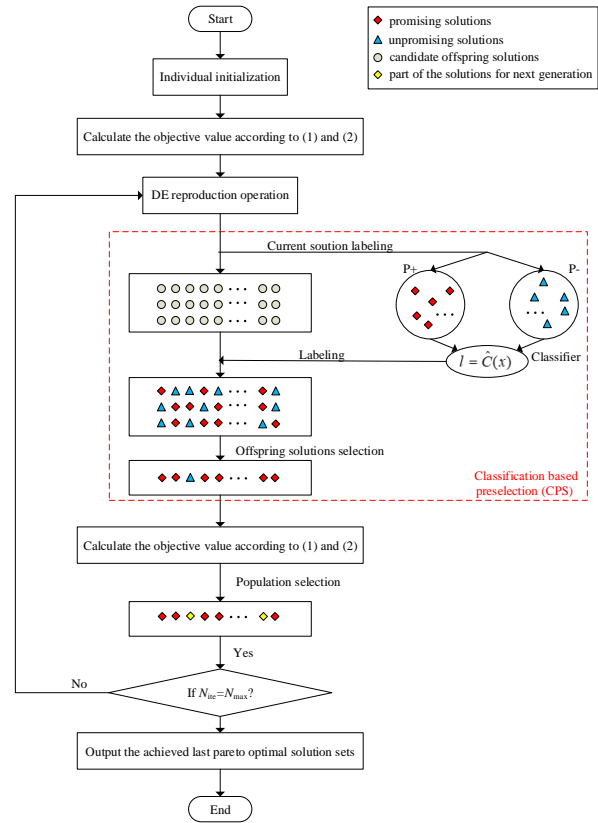 Start
promising solutions
unpromising solutions
candidate offspring solutions
part of the solutions for next generation
Individual initialization
Calculate the objective value according to (1) and (2)
DE reproduction operation
Current soution labeling
P+
P-
Labeling
l = Ĉ(x)
Classifier
Offspring solutions selection
Classification based
preselection (CPS)
Calculate the objective value according to (1) and (2)
Population selection
Yes
No
If Nite=Nmax?
Output the achieved last pareto optimal solution sets
End